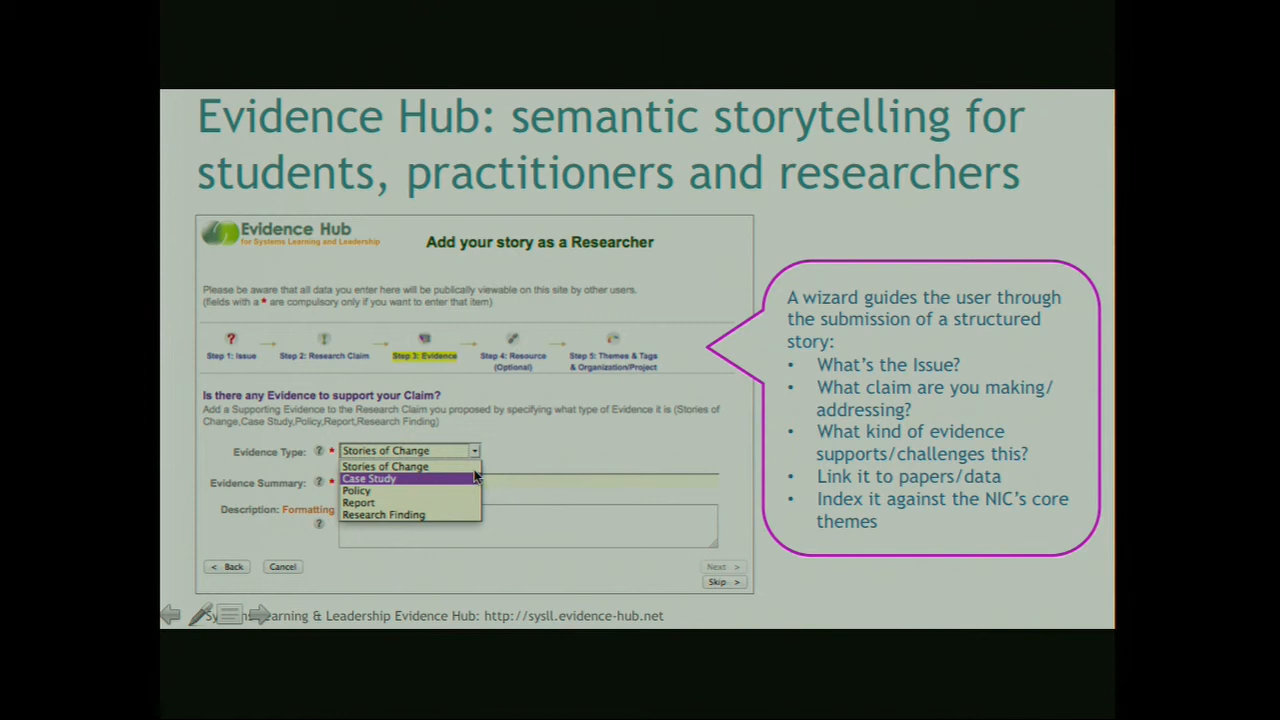 Evidence Hub: semantic storytelling for
students, practitioners and researchers
Evidence Hub
for Systems Learning and Leadership
Add your story as a Researcher
Please be aware that all data you enter here will be publically viewable on this site by other users.
(fields with a * are compulsory only if you want to enter that item)
Step 1: Issue
Step 2: Research Claim
Step 3: Evidence
Step 4: Resource
(Optional)
Step 5: Themes & Tags
& Organization/Project
Is there any Evidence to support your Claim?
Add a Supporting Evidence to the Research Claim you proposed by specifying what type of Evidence it is (Stories of
Change,Case Study,Policy,Report,Research Finding)
Evidence Type: ? * Stories of Change
Stories of Change
Case Study
Policy
Report
Research Finding
Evidence Summary: ? *
Description: Formatting
?
< Back
Cancel
Next >
Skip >
A wizard guides the user through
the submission of a structured
story:
• What's the Issue?
• What claim are you making/
addressing?
• What kind of evidence
supports/challenges this?
• Link it to papers/data
• Index it against the NIC's core
themes
Learning & Leadership Evidence Hub: http://sysll.evidence-hub.net